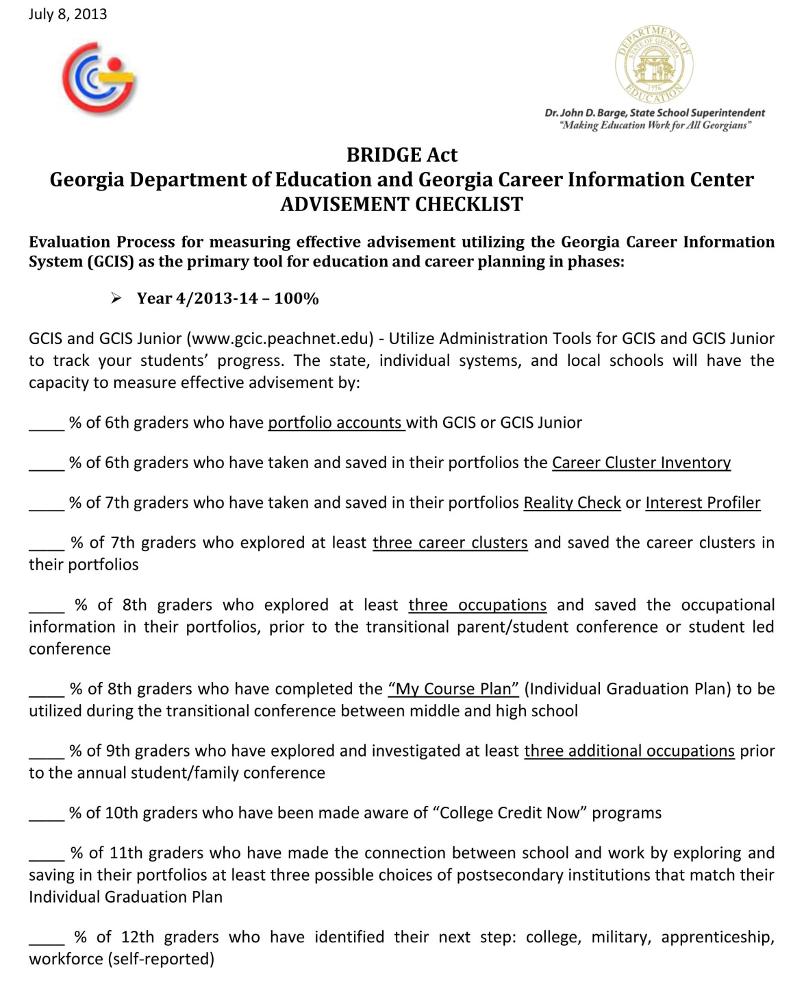 July 8, 2013
DEPARTMENT OF
STATE OF GEORGIA
1776
EDUCATION
Dr. John D. Barge, State School Superintendent
“Making Education Work for All Georgians”
BRIDGE Act
Georgia Department of Education and Georgia Career Information Center
ADVISEMENT CHECKLIST
Evaluation Process for measuring effective advisement utilizing the Georgia Career Information
System (GCIS) as the primary tool for education and career planning in phases:
➢ Year 4/2013-14 – 100%
GCIS and GCIS Junior (www.gcic.peachnet.edu) - Utilize Administration Tools for GCIS and GCIS Junior
to track your students’ progress. The state, individual systems, and local schools will have the
capacity to measure effective advisement by:
____ % of 6th graders who have portfolio accounts with GCIS or GCIS Junior
____ % of 6th graders who have taken and saved in their portfolios the Career Cluster Inventory
____ % of 7th graders who have taken and saved in their portfolios Reality Check or Interest Profiler
____ % of 7th graders who explored at least three career clusters and saved the career clusters in
their portfolios
____ % of 8th graders who explored at least three occupations and saved the occupational
information in their portfolios, prior to the transitional parent/student conference or student led
conference
____ % of 8th graders who have completed the “My Course Plan” (Individual Graduation Plan) to be
utilized during the transitional conference between middle and high school
____ % of 9th graders who have explored and investigated at least three additional occupations prior
to the annual student/family conference
____ % of 10th graders who have been made aware of “College Credit Now” programs
____ % of 11th graders who have made the connection between school and work by exploring and
saving in their portfolios at least three possible choices of postsecondary institutions that match their
Individual Graduation Plan
____ % of 12th graders who have identified their next step: college, military, apprenticeship,
workforce (self-reported)